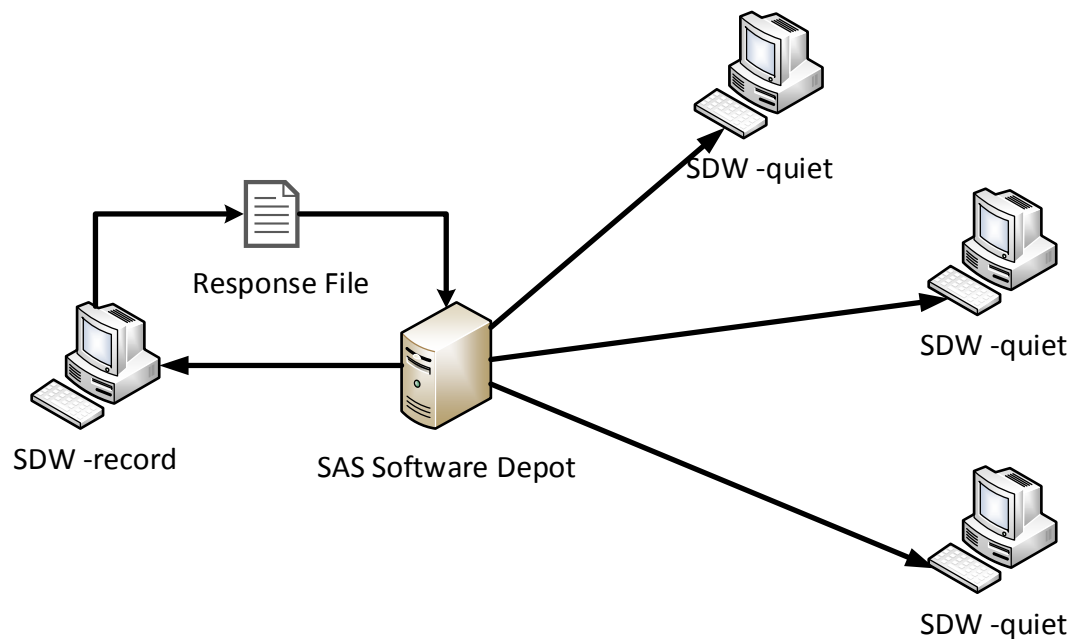 SDW -quiet
Response File
SDW -quiet
SDW -record
SAS Software Depot
SDW -quiet